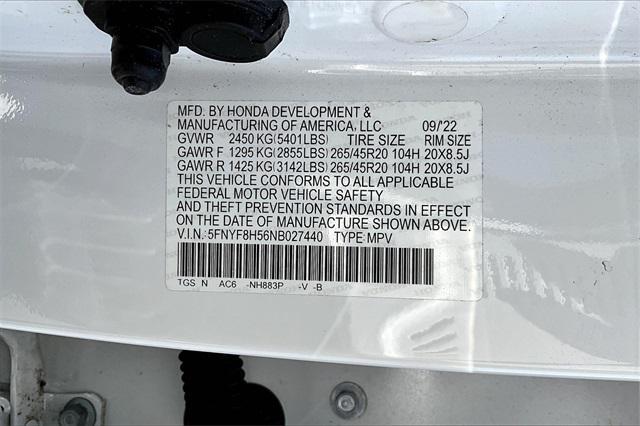 MFD. BY HONDA DEVELOPMENT &
MANUFACTURING OF AMERICA, LLC 09/'22
GVWR 2450 KG(5401LBS) TIRE SIZE RIM SIZE
GAWR F 1295 KG(2855LBS) 265/45R20 104H 20X8.5J
GAWR R 1425 KG(3142LBS) 265/45R20 104H 20X8.5J
THIS VEHICLE CONFORMS TO ALL APPLICABLE
FEDERAL MOTOR VEHICLE SAFETY
AND THEFT PREVENTION STANDARDS IN EFFECT
ON THE DATE OF MANUFACTURE SHOWN ABOVE.
V.I.N.:5FNYF8H56NB027440 TYPE: MPV
TGS N AC6 -NH883P -V -B